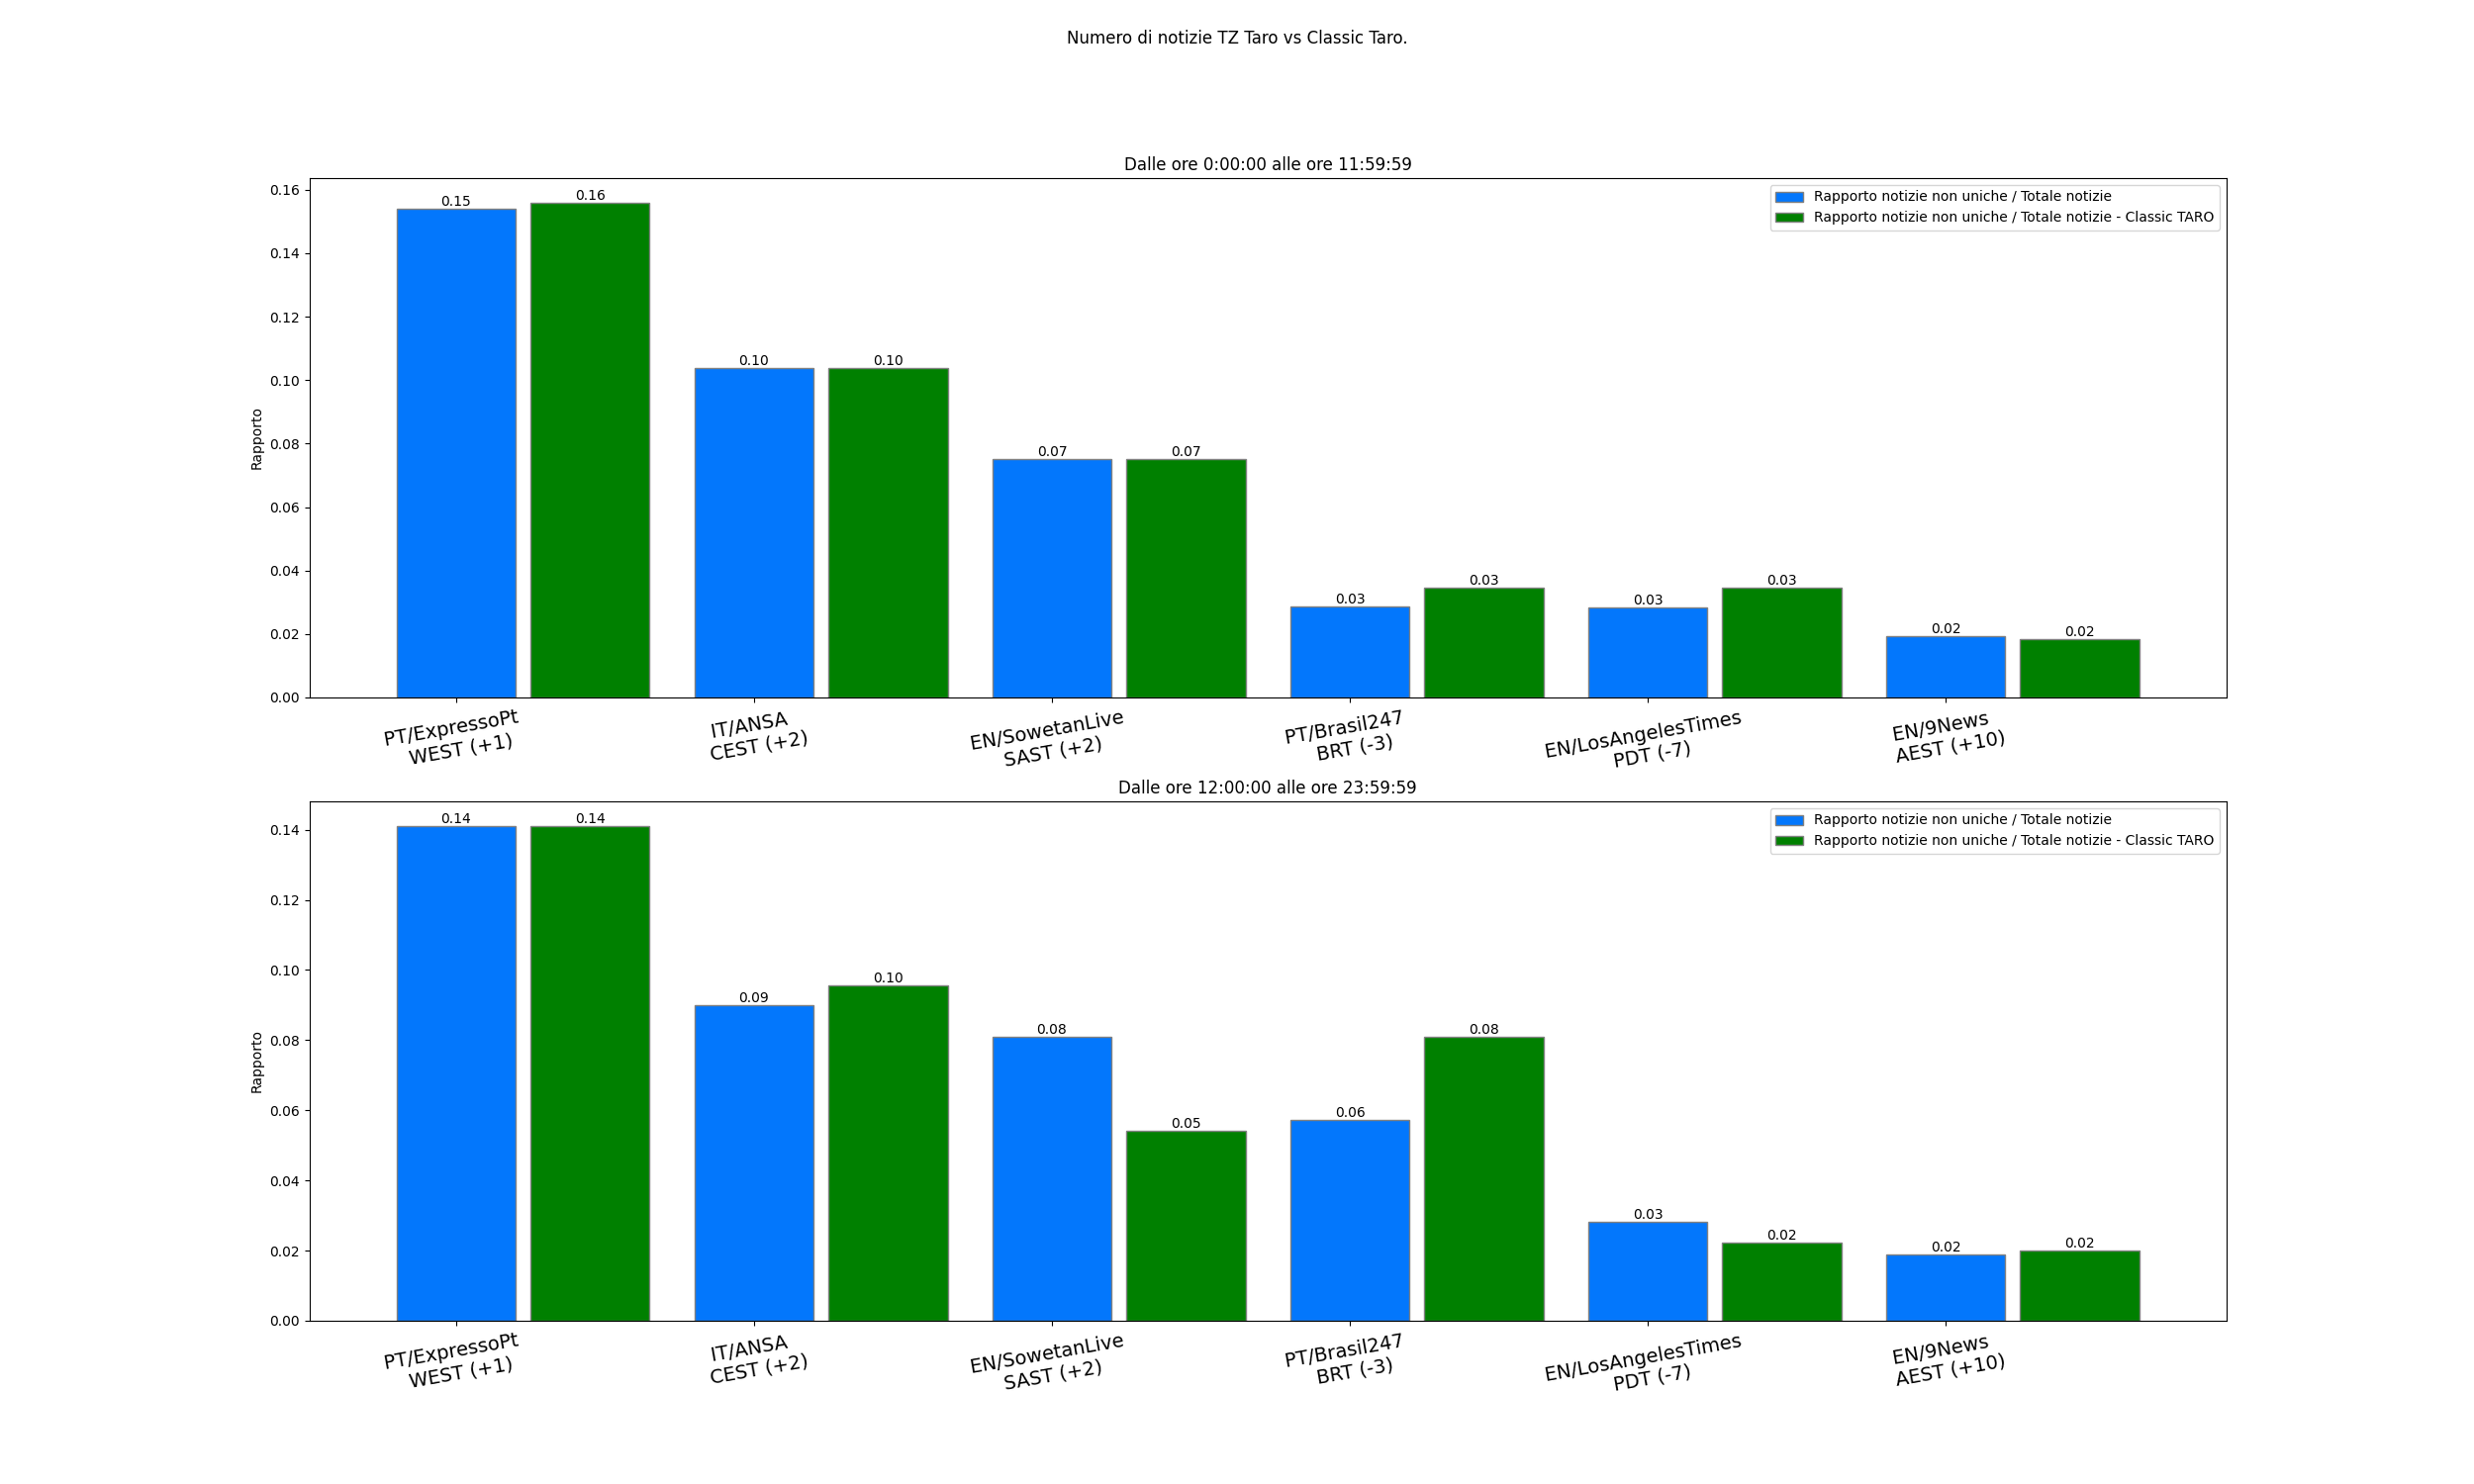 Numero di notizie TZ Taro vs Classic Taro.
Dalle ore 0:00:00 alle ore 11:59:59
Rapporto notizie non uniche / Totale notizie
Rapporto notizie non uniche / Totale notizie - Classic TARO
Rapporto
0.16
0.14
0.12
0.10
0.08
0.06
0.04
0.02
0.00
0.15
0.16
0.10
0.10
0.07
0.07
0.03
0.03
0.03
0.03
0.02
0.02
PT/ExpressoPt
WEST (+1)
IT/ANSA
CEST (+2)
EN/SowetanLive
SAST (+2)
PT/Brasil247
BRT (-3)
EN/LosAngelesTimes
PDT (-7)
EN/9News
AEST (+10)
Dalle ore 12:00:00 alle ore 23:59:59
Rapporto notizie non uniche / Totale notizie
Rapporto notizie non uniche / Totale notizie - Classic TARO
Rapporto
0.14
0.12
0.10
0.08
0.06
0.04
0.02
0.00
0.14
0.14
0.09
0.10
0.08
0.05
0.06
0.08
0.03
0.02
0.02
0.02
PT/ExpressoPt
WEST (+1)
IT/ANSA
CEST (+2)
EN/SowetanLive
SAST (+2)
PT/Brasil247
BRT (-3)
EN/LosAngelesTimes
PDT (-7)
EN/9News
AEST (+10)